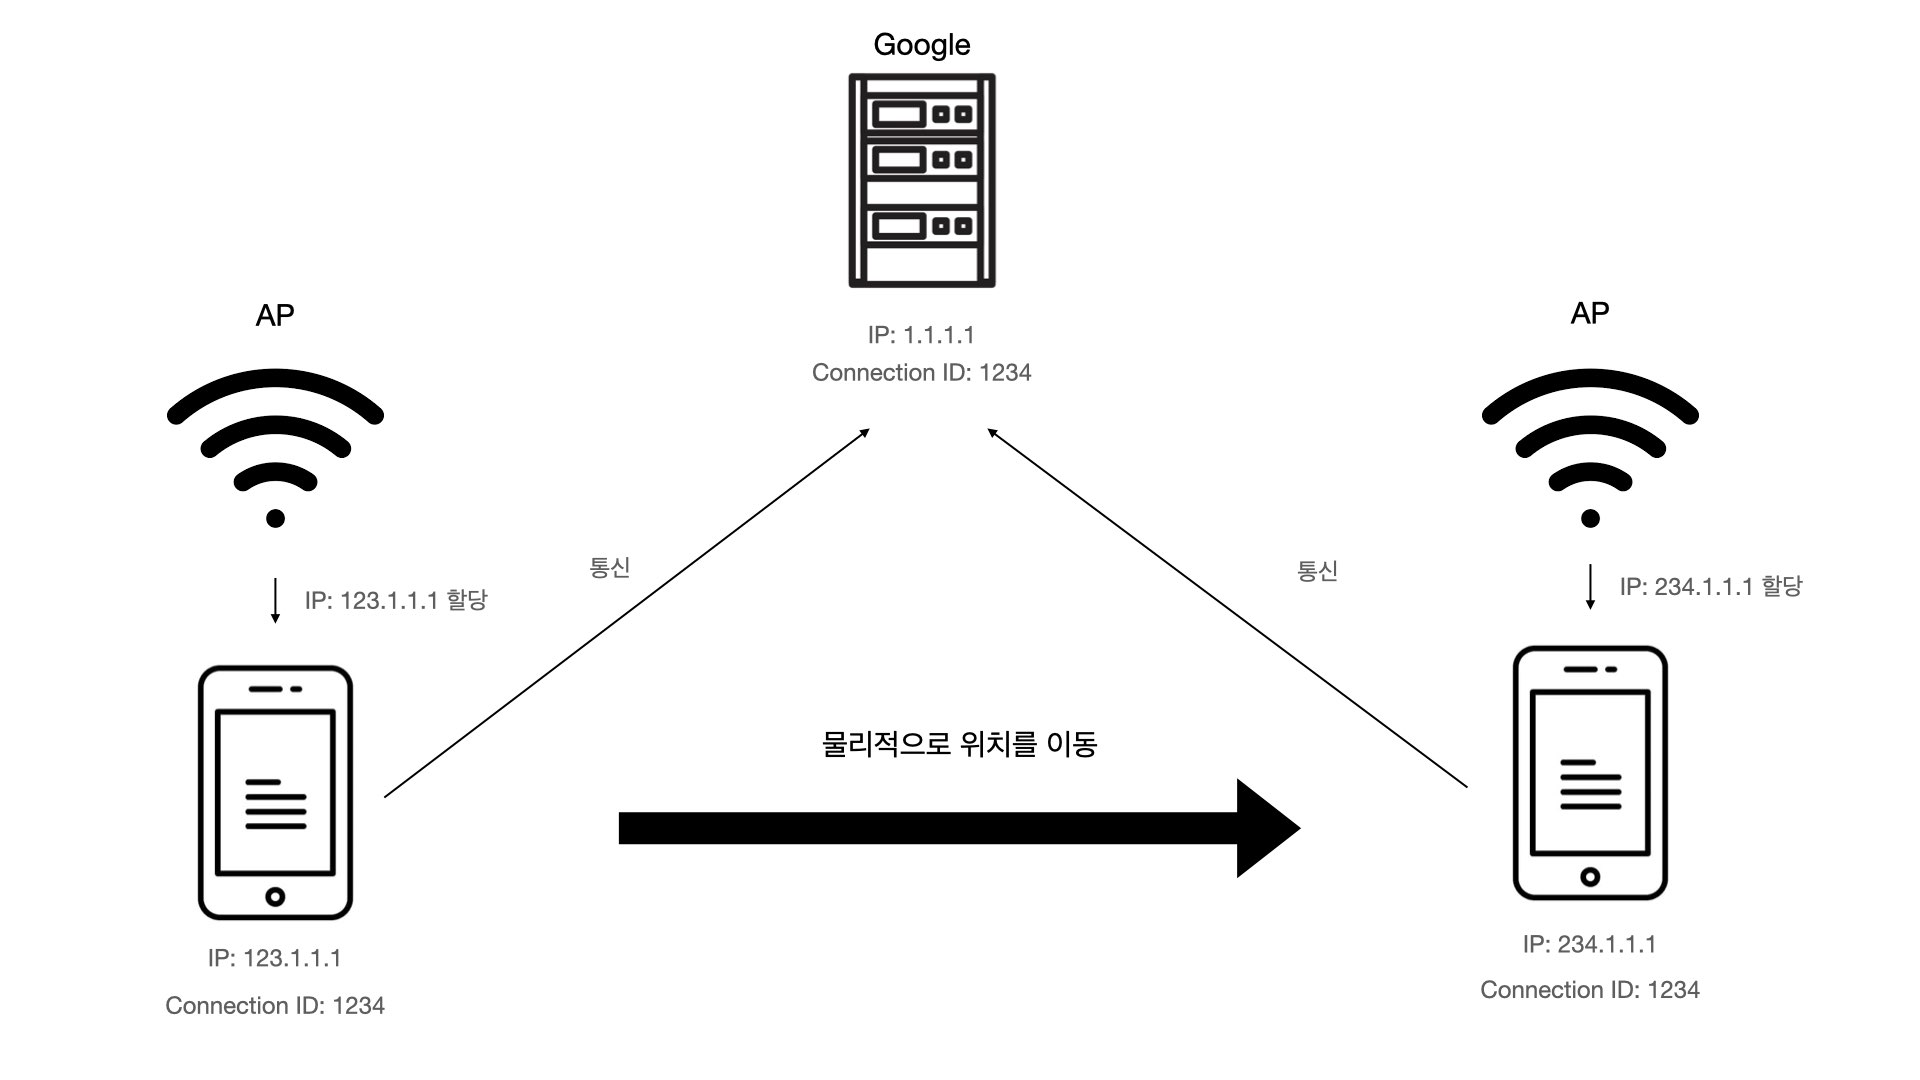 Google
IP: 1.1.1.1
Connection ID: 1234
AP
IP: 123.1.1.1 할당
통신
IP: 123.1.1.1
Connection ID: 1234
물리적으로 위치를 이동
AP
통신
IP: 234.1.1.1 할당
IP: 234.1.1.1
Connection ID: 1234